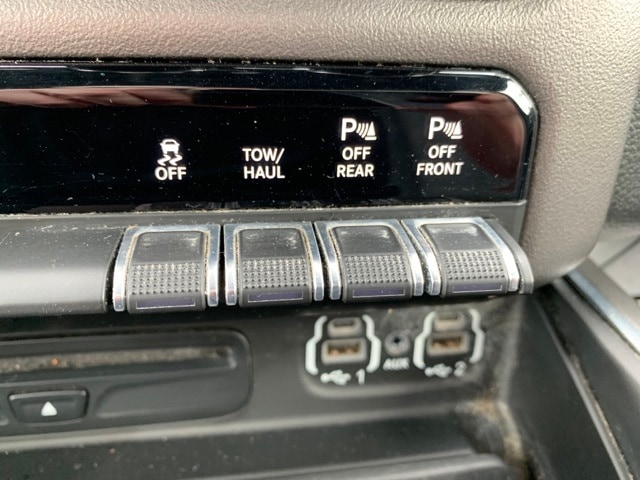 OFF
TOW/
HAUL
P
OFF
REAR
P
OFF
FRONT
1
AUX
2